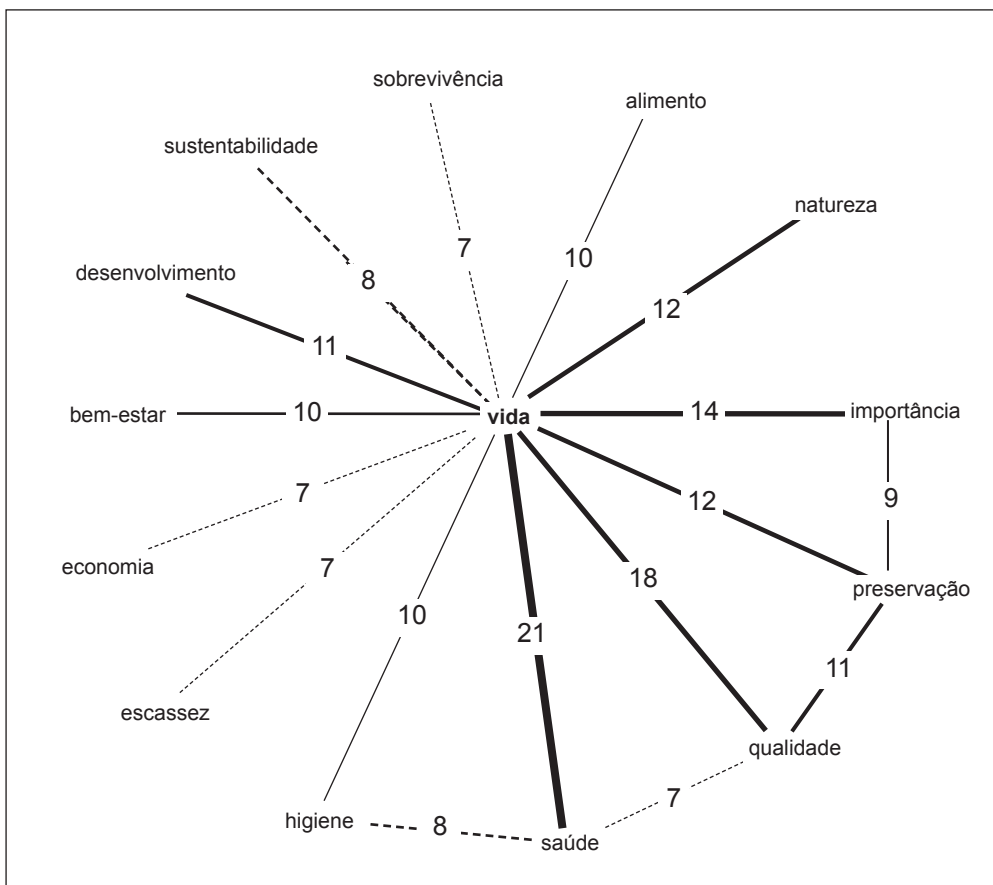 sobrevivência
alimento
sustentabilidade
natureza
7
10
desenvolvimento
8
12
11
bem-estar
10
vida
14
importância
7
12
9
economia
7
18
preservação
10
21
11
escassez
qualidade
7
higiene
8
saúde